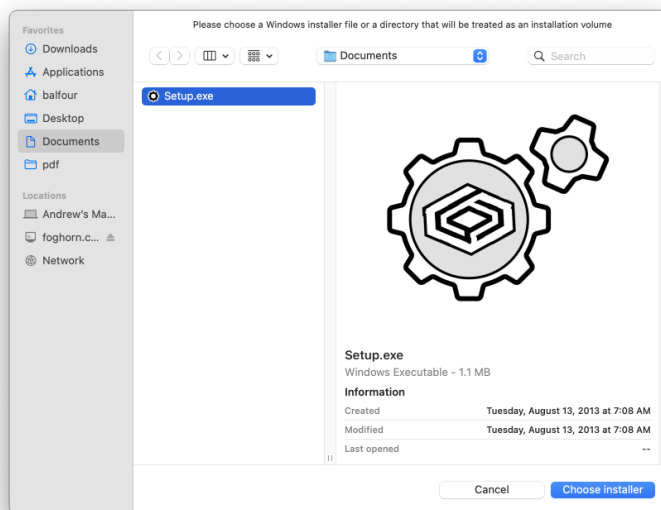 Please choose a Windows installer file or a directory that will be treated as an installation volume
Favorites
Downloads
Applications
balfour
Desktop
Documents
pdf
Locations
Andrew's Ma...
foghorn.c...
Network
Documents
Search
Setup.exe
Setup.exe
Windows Executable - 1.1 MB
Information
Created Tuesday, August 13, 2013 at 7:08 AM
Modified Tuesday, August 13, 2013 at 7:08 AM
Last opened --
Cancel Choose installer